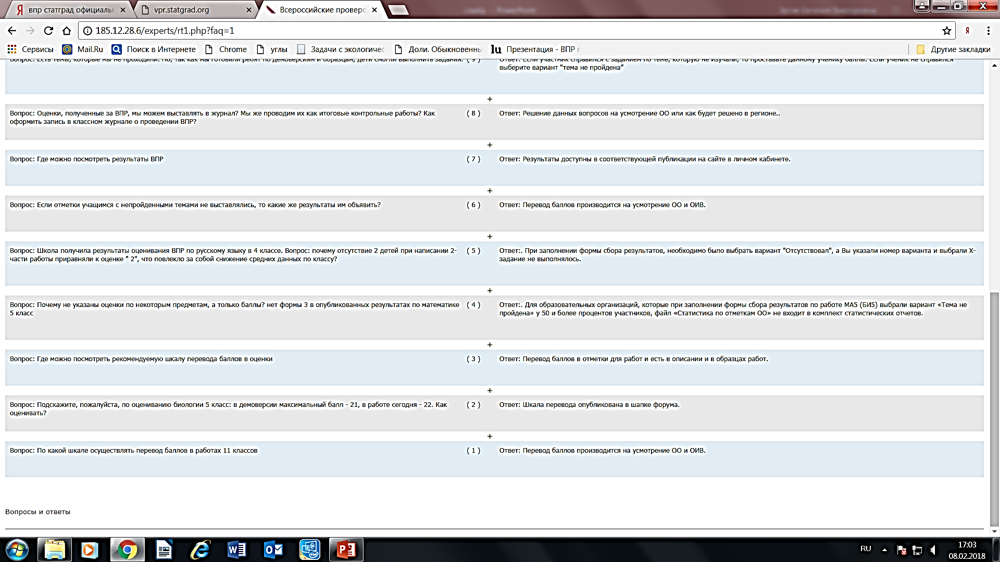 впр статград официальн
vpr.statgrad.org
Всероссийские проверо
185.12.28.6/experts/rt1.php?faq=1
Сервисы Mail.Ru Поиск в Интернете Chrome углы Задачи с экологичес Доли. Обыкновенны Презентация - ВПР г Другие закладки
Вопрос: Есть темы, которые мы не проходили. Но, так как мы готовили ребят по демоверсиям и образцам, дети смогли выполнить задания. ( 9 ) Ответ: Если участник справился с заданием по теме, которую не изучали, то проставьте данному ученику баллы. Если ученик не справился
выберите вариант "тема не пройдена"
+
Вопрос: Оценки, полученные за ВПР, мы можем выставлять в журнал? Мы же проводим их как итоговые контрольные работы? Как ( 8 ) Ответ: Решение данных вопросов на усмотрение ОО или как будет решено в регионе..
оформить запись в классном журнале о проведении ВПР?
+
Вопрос: Где можно посмотреть результаты ВПР ( 7 ) Ответ: Результаты доступны в соответствующей публикации на сайте в личном кабинете.
+
Вопрос: Если отметки учащимся с непройденными темами не выставлялись, то какие же результаты им объявить? ( 6 ) Ответ: Перевод баллов производится на усмотрение ОО и ОИВ.
+
Вопрос: Школа получила результаты оценивания ВПР по русскому языку в 4 классе. Вопрос: почему отсутствие 2 детей при написании 2- ( 5 ) Ответ:. При заполнении формы сбора результатов, необходимо было выбрать вариант "Отсутствовал", а Вы указали номер варианта и выбрали Х-
части работы приравняли к оценке " 2", что повлекло за собой снижение средних данных по классу? задание не выполнялось.
+
Вопрос: Почему не указаны оценки по некоторым предметам, а только баллы? нет формы 3 в опубликованных результатах по математике ( 4 ) Ответ:. Для образовательных организаций, которые при заполнении формы сбора результатов по работе МА5 (БИ5) выбрали вариант «Тема не
5 класс пройдена» у 50 и более процентов участников, файл «Статистика по отметкам ОО» не входит в комплект статистических отчетов.
+
Вопрос: Где можно посмотреть рекомендуемую шкалу перевода баллов в оценки ( 3 ) Ответ: Перевод баллов в отметки для работ и есть в описании и в образцах работ.
+
Вопрос: Подскажите, пожалуйста, по оцениванию биологии 5 класс: в демоверсии максимальный балл - 21, в работе сегодня - 22. Как ( 2 ) Ответ: Шкала перевода опубликована в шапке форума.
оценивать?
+
Вопрос: По какой шкале осуществлять перевод баллов в работах 11 классов ( 1 ) Ответ: Перевод баллов производится на усмотрение ОО и ОИВ.
Вопросы и ответы
RU 17:03
08.02.2018